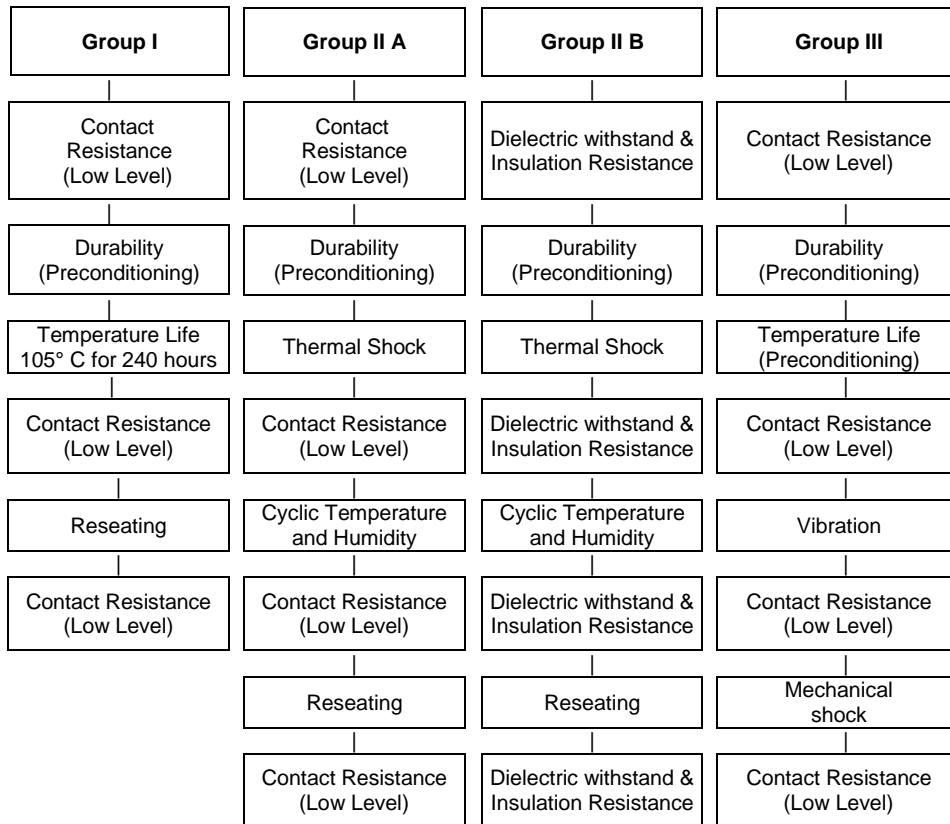 Group I
Contact
Resistance
(Low Level)
Durability
(Preconditioning)
Temperature Life
105° C for 240 hours
Contact Resistance
(Low Level)
Reseating
Contact Resistance
(Low Level)
Group II A
Contact
Resistance
(Low Level)
Durability
(Preconditioning)
Thermal Shock
Contact Resistance
(Low Level)
Cyclic Temperature
and Humidity
Contact Resistance
(Low Level)
Reseating
Contact Resistance
(Low Level)
Group II B
Dielectric withstand &
Insulation Resistance
Durability
(Preconditioning)
Thermal Shock
Dielectric withstand &
Insulation Resistance
Cyclic Temperature
and Humidity
Dielectric withstand &
Insulation Resistance
Reseating
Dielectric withstand &
Insulation Resistance
Group III
Contact Resistance
(Low Level)
Durability
(Preconditioning)
Temperature Life
(Preconditioning)
Contact Resistance
(Low Level)
Vibration
Contact Resistance
(Low Level)
Mechanical
shock
Contact Resistance
(Low Level)